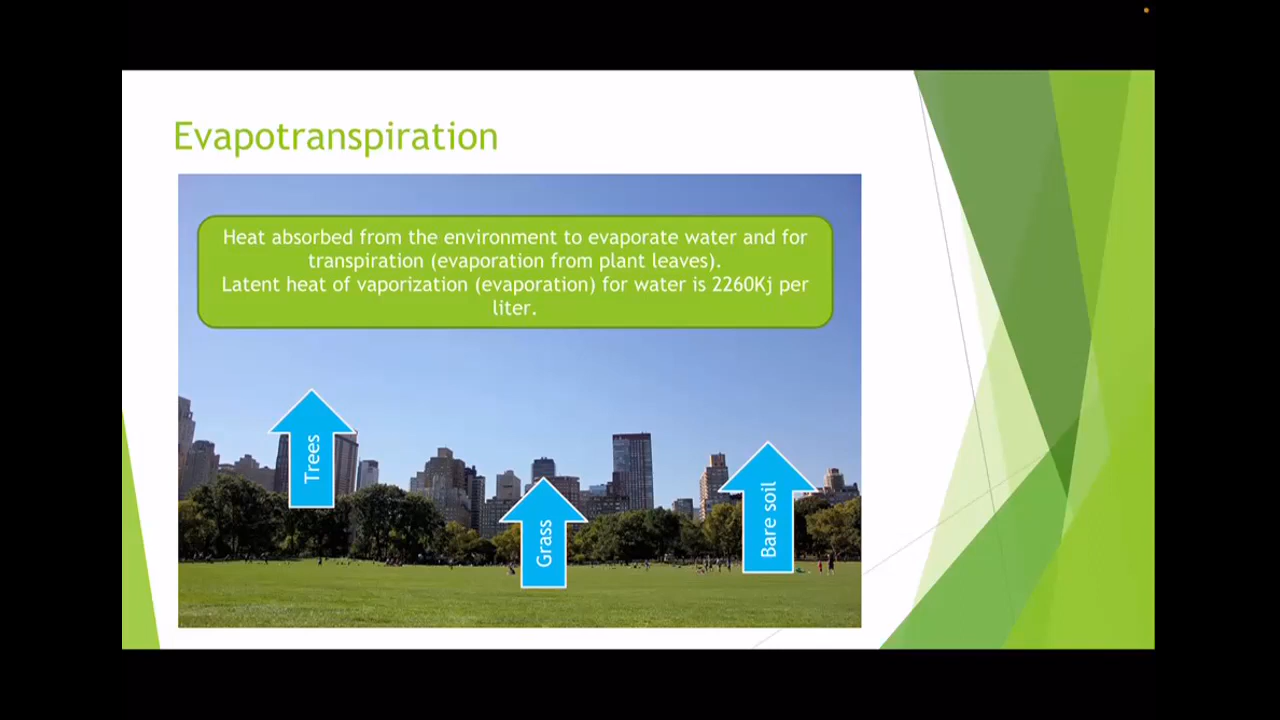 Evapotranspiration
Heat absorbed from the environment to evaporate water and for
transpiration (evaporation from plant leaves).
Latent heat of vaporization (evaporation) for water is 2260Kj per
liter.
Trees
Grass
Bare soil